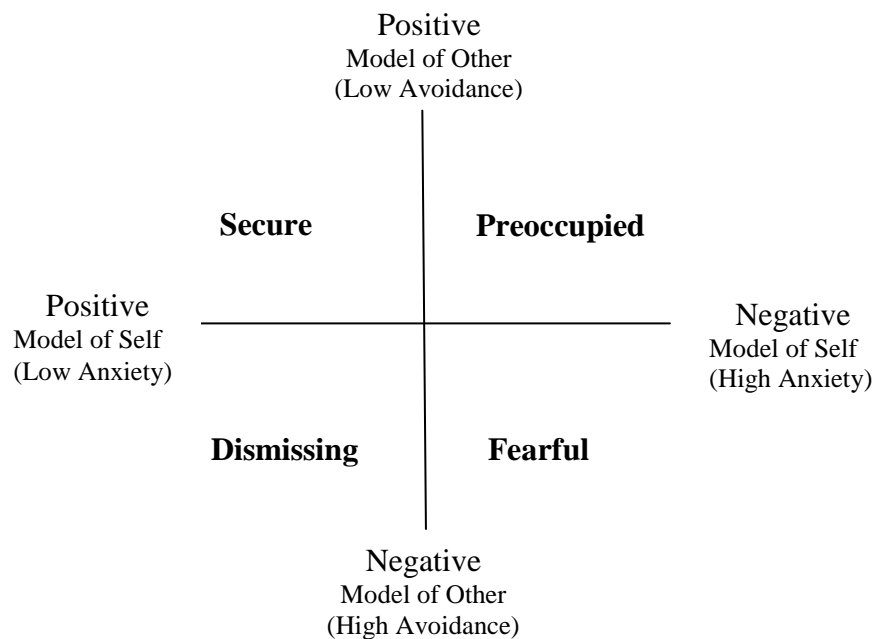 Positive
Model of Other
(Low Avoidance)
Secure
Preoccupied
Positive
Model of Self
(Low Anxiety)
Negative
Model of Self
(High Anxiety)
Dismissing
Fearful
Negative
Model of Other
(High Avoidance)